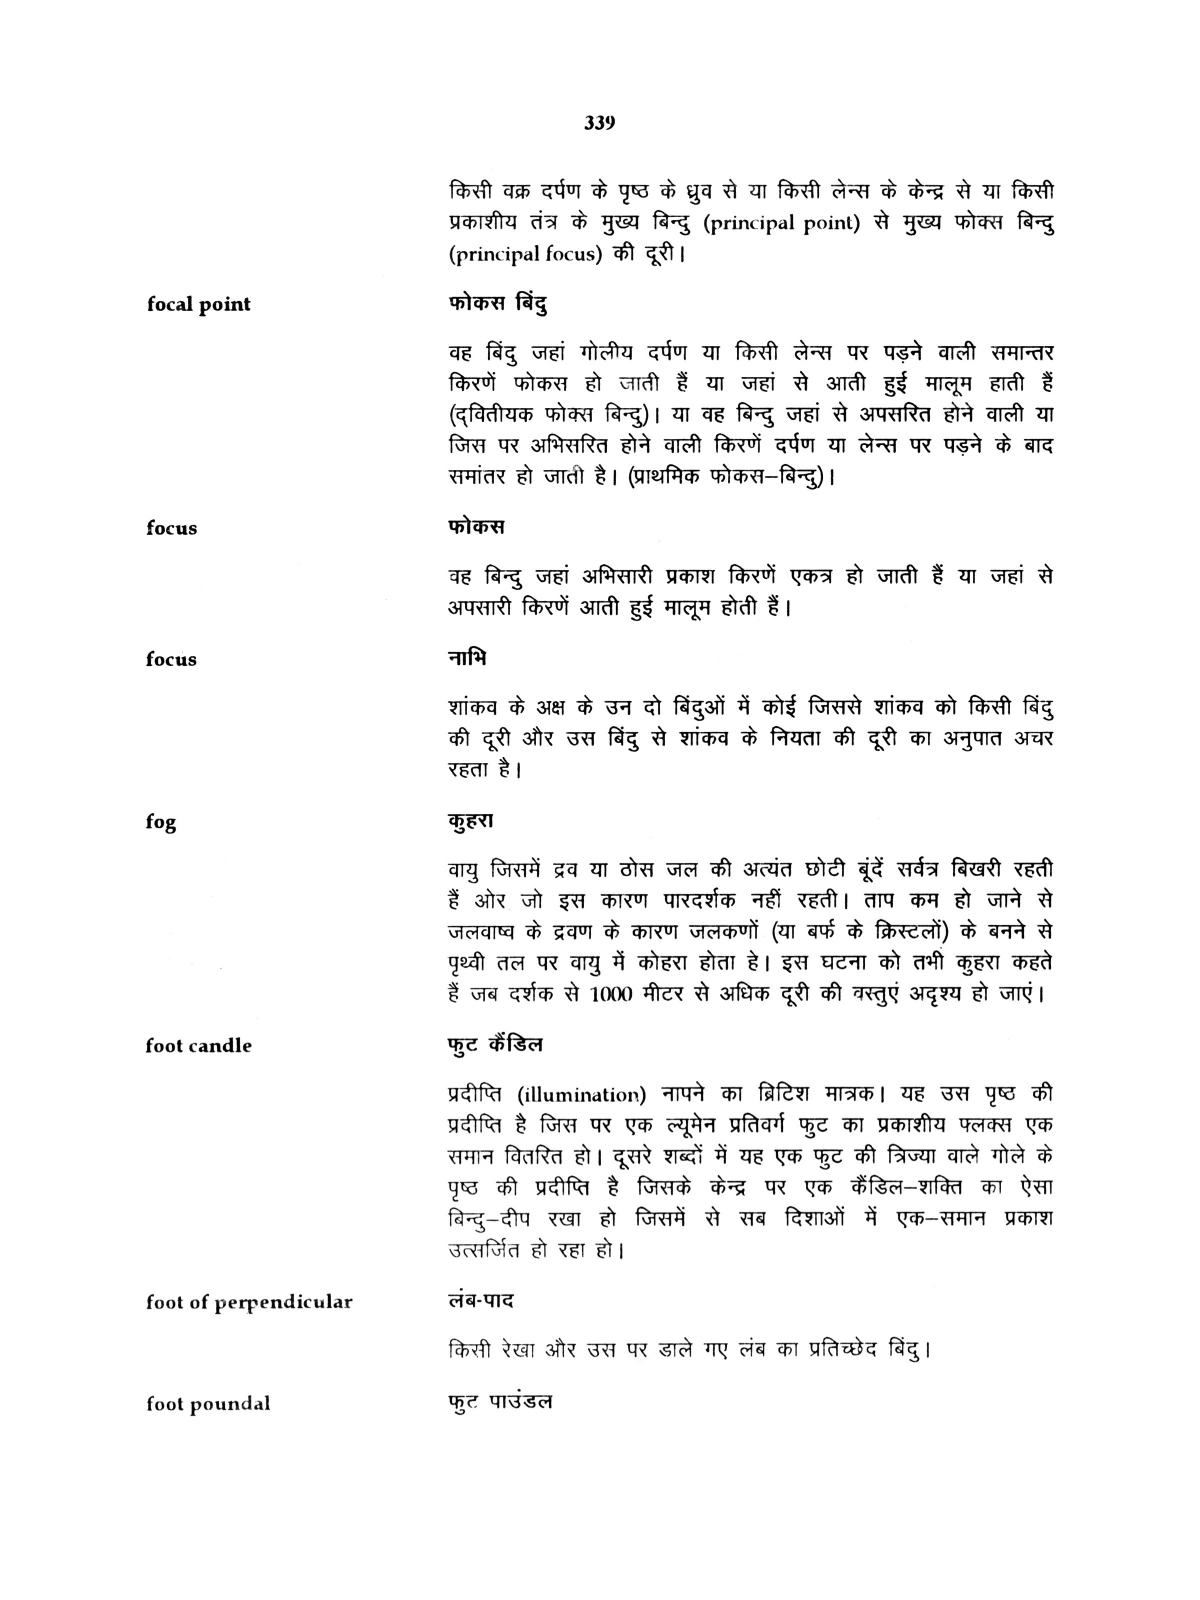 339
किसी वक्र दर्पण के पृष्ठ के ध्रुव से या किसी लेन्स के केन्द्र से या किसी
प्रकाशीय तंत्र के मुख्य बिन्दु (principal point) से मुख्य फोक्स बिन्दु
(principal focus) की दूरी।
focal point फोकस बिंदु
वह बिंदु जहां गोलीय दर्पण या किसी लेन्स पर पड़ने वाली समान्तर
किरणें फोकस हो जाती हैं या जहां से आती हुई मालूम हाती हैं
(द्वितीयक फोक्स बिन्दु)। या वह बिन्दु जहां से अपसरित होने वाली या
जिस पर अभिसरित होने वाली किरणें दर्पण या लेन्स पर पड़ने के बाद
समांतर हो जाती है। (प्राथमिक फोकस–बिन्दु)।
focus फोकस
वह बिन्दु जहां अभिसारी प्रकाश किरणें एकत्र हो जाती हैं या जहां से
अपसारी किरणें आती हुई मालूम होती हैं।
focus नाभि
शांकव के अक्ष के उन दो बिंदुओं में कोई जिससे शांकव को किसी बिंदु
की दूरी और उस बिंदु से शांकव के नियता की दूरी का अनुपात अचर
रहता है।
fog कुहरा
वायु जिसमें द्रव या ठोस जल की अत्यंत छोटी बूंदें सर्वत्र बिखरी रहती
हैं ओर जो इस कारण पारदर्शक नहीं रहती। ताप कम हो जाने से
जलवाष्व के द्रवण के कारण जलकणों (या बर्फ के क्रिस्टलों) के बनने से
पृथ्वी तल पर वायु में कोहरा होता हे। इस घटना को तभी कुहरा कहते
हैं जब दर्शक से 1000 मीटर से अधिक दूरी की वस्तुएं अदृश्य हो जाएं।
foot candle फुट कैंडिल
प्रदीप्ति (illumination) नापने का ब्रिटिश मात्रक। यह उस पृष्ठ की
प्रदीप्ति है जिस पर एक ल्यूमेन प्रतिवर्ग फुट का प्रकाशीय फ्लक्स एक
समान वितरित हो। दूसरे शब्दों में यह एक फुट की त्रिज्या वाले गोले के
पृष्ठ की प्रदीप्ति है जिसके केन्द्र पर एक कैंडिल–शक्ति का ऐसा
बिन्दु–दीप रखा हो जिसमें से सब दिशाओं में एक–समान प्रकाश
उत्सर्जित हो रहा हो।
foot of perpendicular लंब-पाद
किसी रेखा और उस पर डाले गए लंब का प्रतिच्छेद बिंदु।
foot poundal फुट पाउंडल